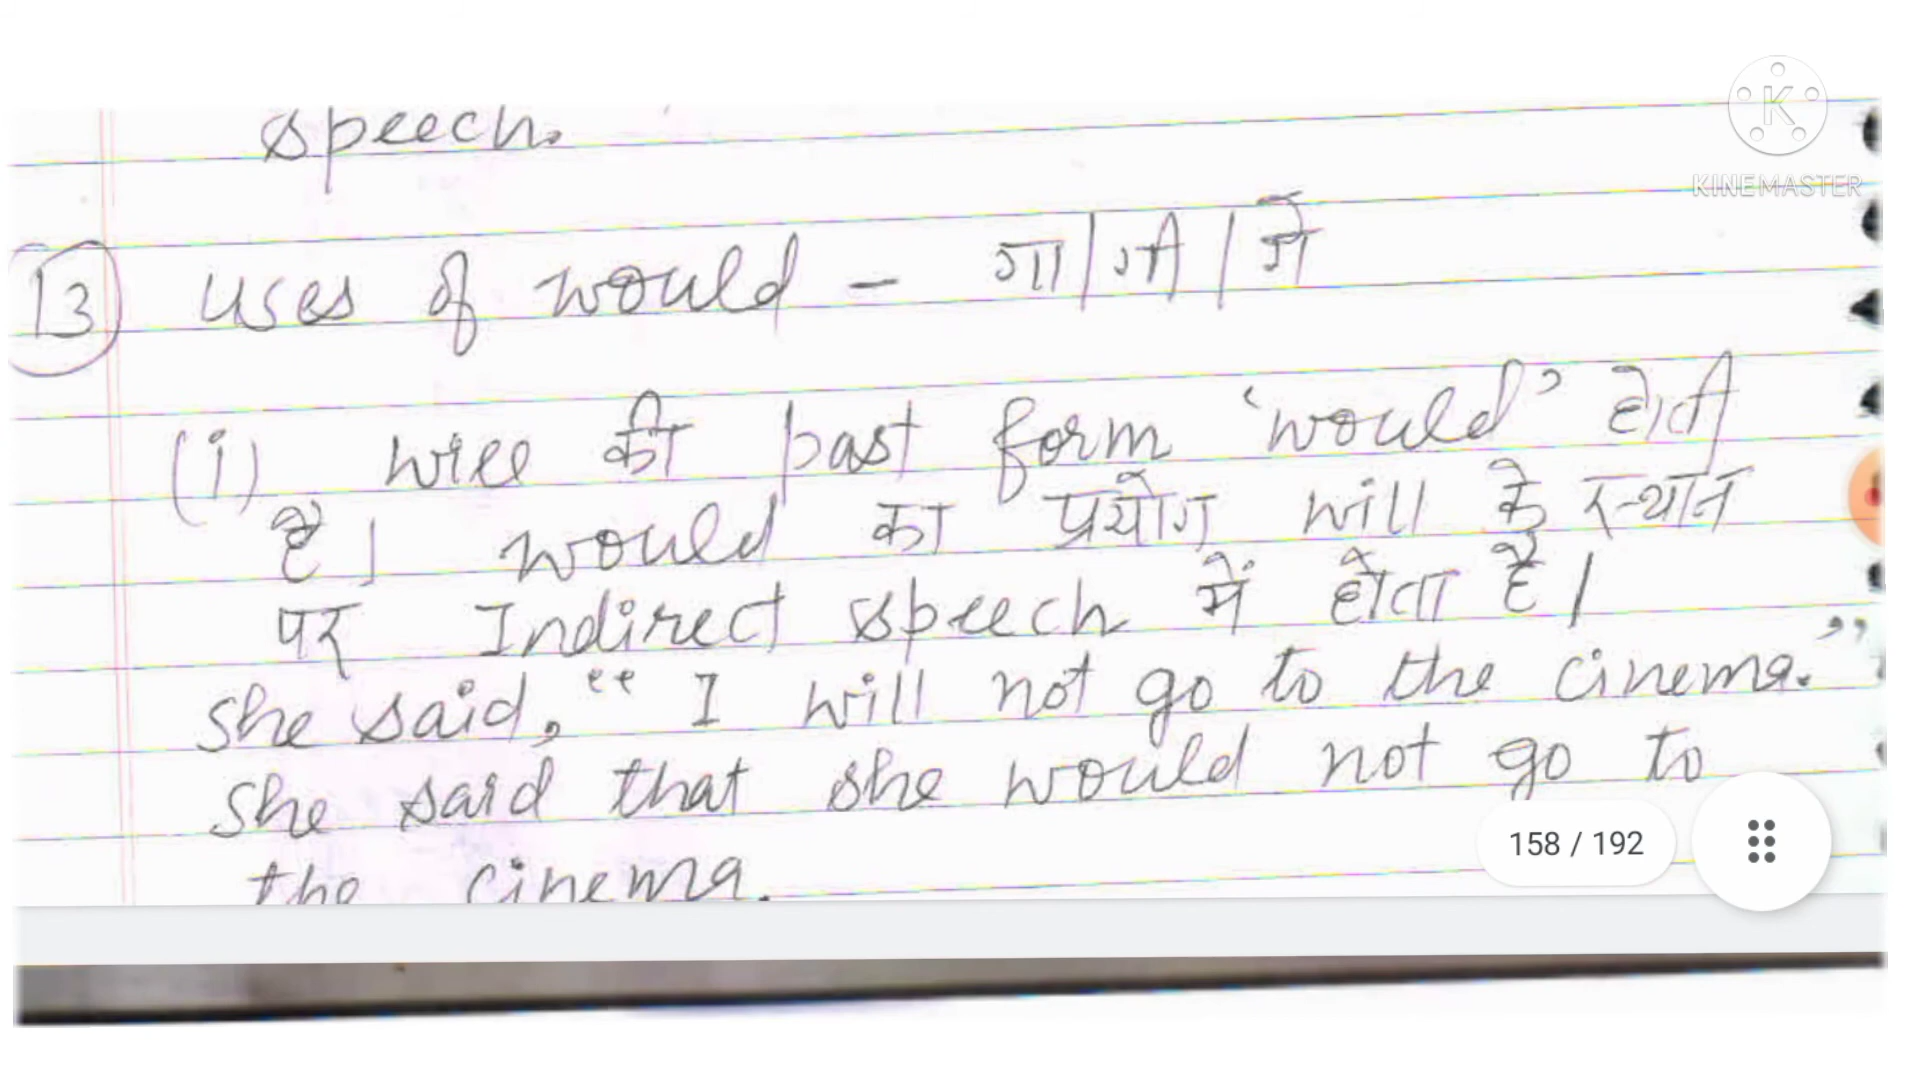 speech.
KINEMASTER
13 uses of would - गा/गी/गे
(i) will की past form 'would' होती
है। would का प्रयोग will के स्थान
पर Indirect speech में होता है।
She said, "I will not go to the cinema."
She said that she would not go to
the cinema.
158 / 192